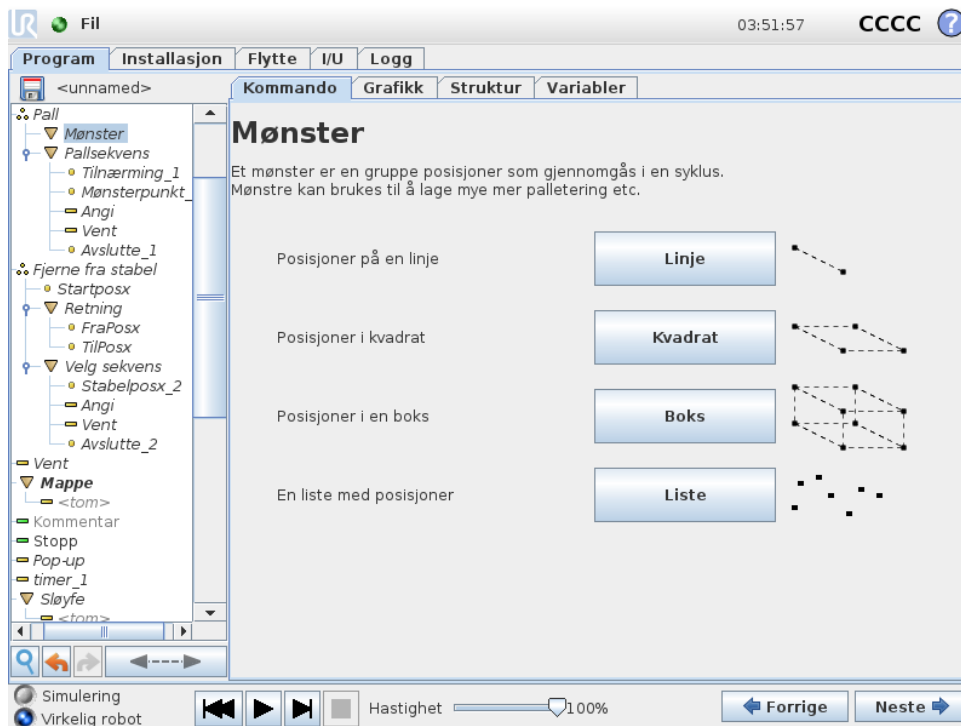 UR Fil 03:51:57 CCCC ?
Program Installasjon Flytte I/U Logg
<unnamed>
Kommando Grafikk Struktur Variabler
Pall
Mønster
Pallsekvens
Tilnærming_1
Mønsterpunkt_
Angi
Vent
Avslutte_1
Fjerne fra stabel
Startposx
Retning
FraPosx
TilPosx
Velg sekvens
Stabelposx_2
Angi
Vent
Avslutte_2
Vent
Mappe
<tom>
Kommentar
Stopp
Pop-up
timer_1
Sløyfe
<tom>
Mønster
Et mønster er en gruppe posisjoner som gjennomgås i en syklus.
Mønstre kan brukes til å lage mye mer palletering etc.
Posisjoner på en linje Linje
Posisjoner i kvadrat Kvadrat
Posisjoner i en boks Boks
En liste med posisjoner Liste
Simulering
Virkelig robot
Hastighet 100%
Forrige Neste